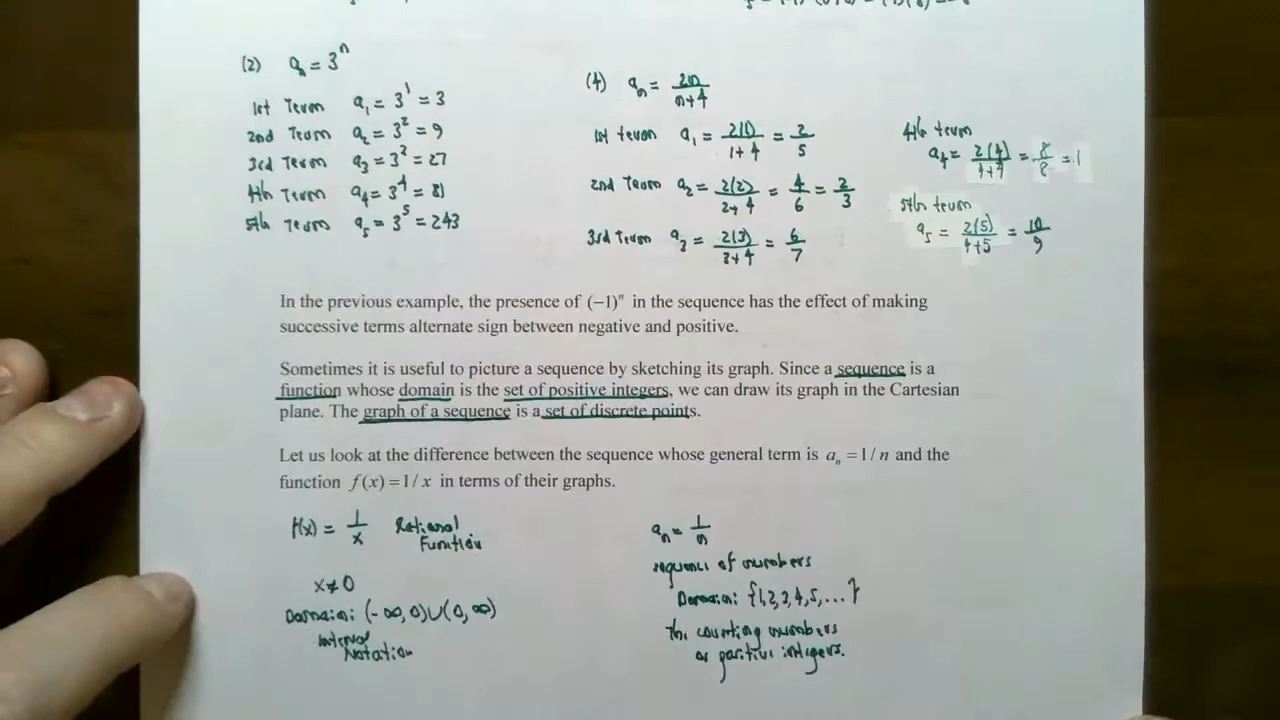 (2) aₙ = 3ⁿ
1st Term a₁ = 3¹ = 3
2nd Term a₂ = 3² = 9
3rd Term a₃ = 3² = 27
4th Term a₄ = 3⁴ = 81
5th Term a₅ = 3⁵ = 243
(4) aₙ = 2n/n+4
1st term a₁ = 2(1)/1+4 = 2/5
2nd Term a₂ = 2(2)/2+4 = 4/6 = 2/3
3rd Term a₃ = 2(3)/3+4 = 6/7
4th term
a₄ = 2(4)/4+4 = 8/8 = 1
5th term
a₅ = 2(5)/4+5 = 10/9
In the previous example, the presence of (−1)ⁿ in the sequence has the effect of making
successive terms alternate sign between negative and positive.
Sometimes it is useful to picture a sequence by sketching its graph. Since a sequence is a
function whose domain is the set of positive integers, we can draw its graph in the Cartesian
plane. The graph of a sequence is a set of discrete points.
Let us look at the difference between the sequence whose general term is aₙ = 1/n and the
function f(x) = 1/x in terms of their graphs.
f(x) = 1/x Rational
Function
x ≠ 0
Domain: (-∞, 0) ∪ (0, ∞)
Interval
Notation
aₙ = 1/n
sequence of numbers
Domain: {1, 2, 3, 4, 5, ... }
The counting numbers
or positive integers.